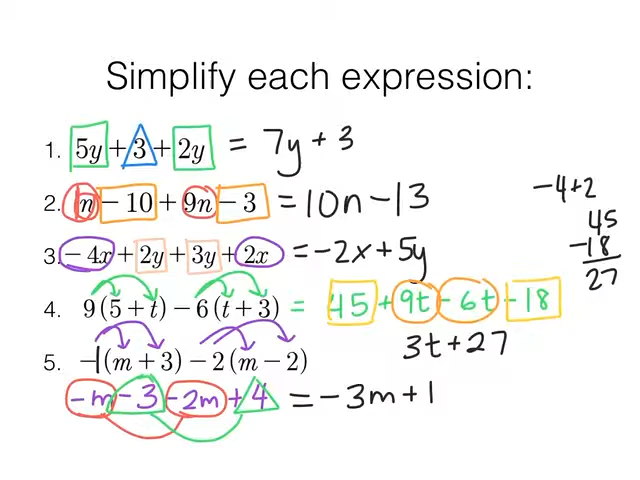 Simplify each expression:
1. 5y + 3 + 2y = 7y + 3
2. 1n − 10 + 9n − 3 = 10n − 13
3. −4x + 2y + 3y + 2x = −2x + 5y
−4+2
45
−18
27
4. 9(5 + t) − 6(t + 3) = 45 + 9t − 6t − 18
3t + 27
5. −1(m + 3) − 2(m − 2)
−m − 3 − 2m + 4 = −3m + 1